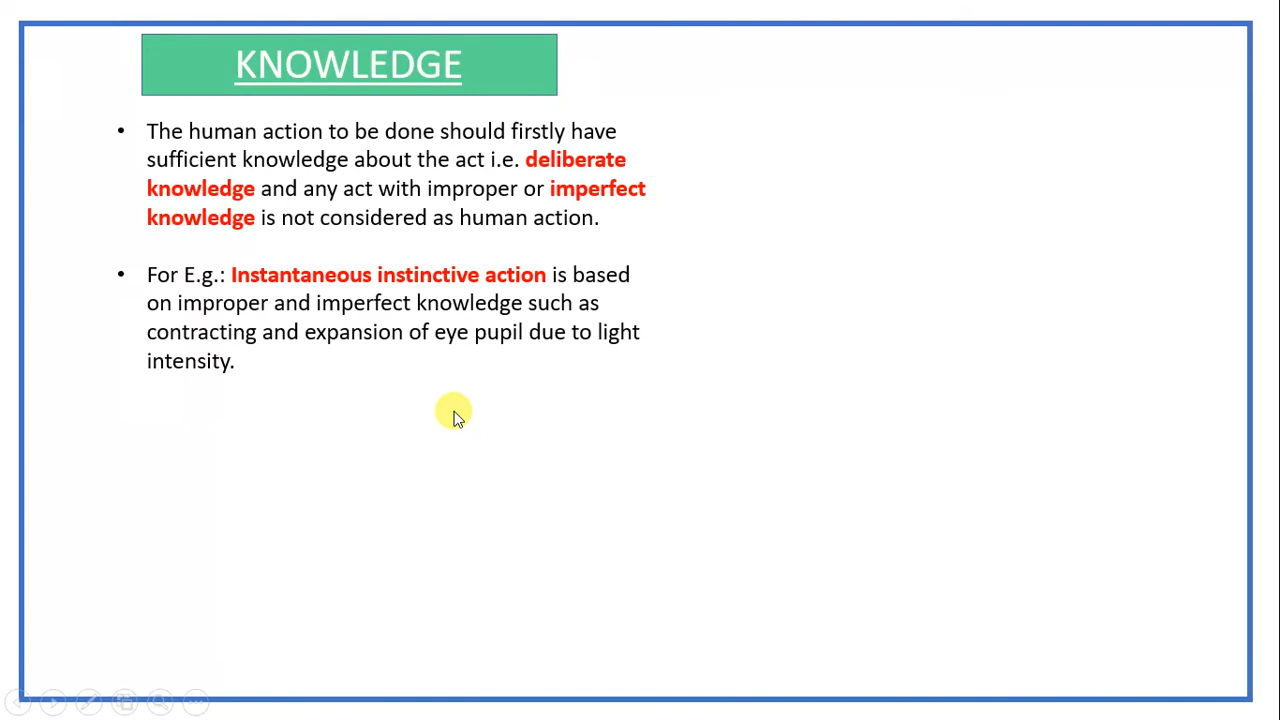 KNOWLEDGE
• The human action to be done should firstly have
sufficient knowledge about the act i.e. deliberate
knowledge and any act with improper or imperfect
knowledge is not considered as human action.
• For E.g.: Instantaneous instinctive action is based
on improper and imperfect knowledge such as
contracting and expansion of eye pupil due to light
intensity.